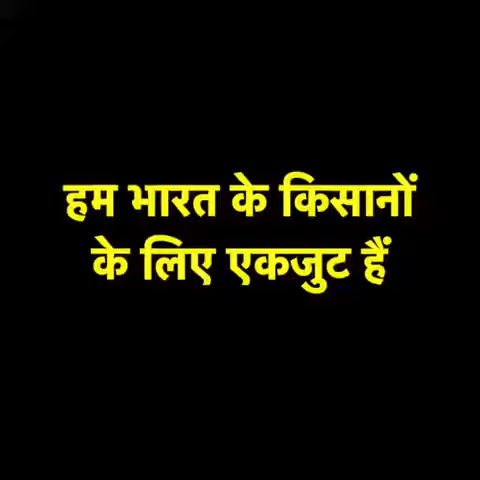 हम भारत के किसानों
के लिए एकजुट हैं